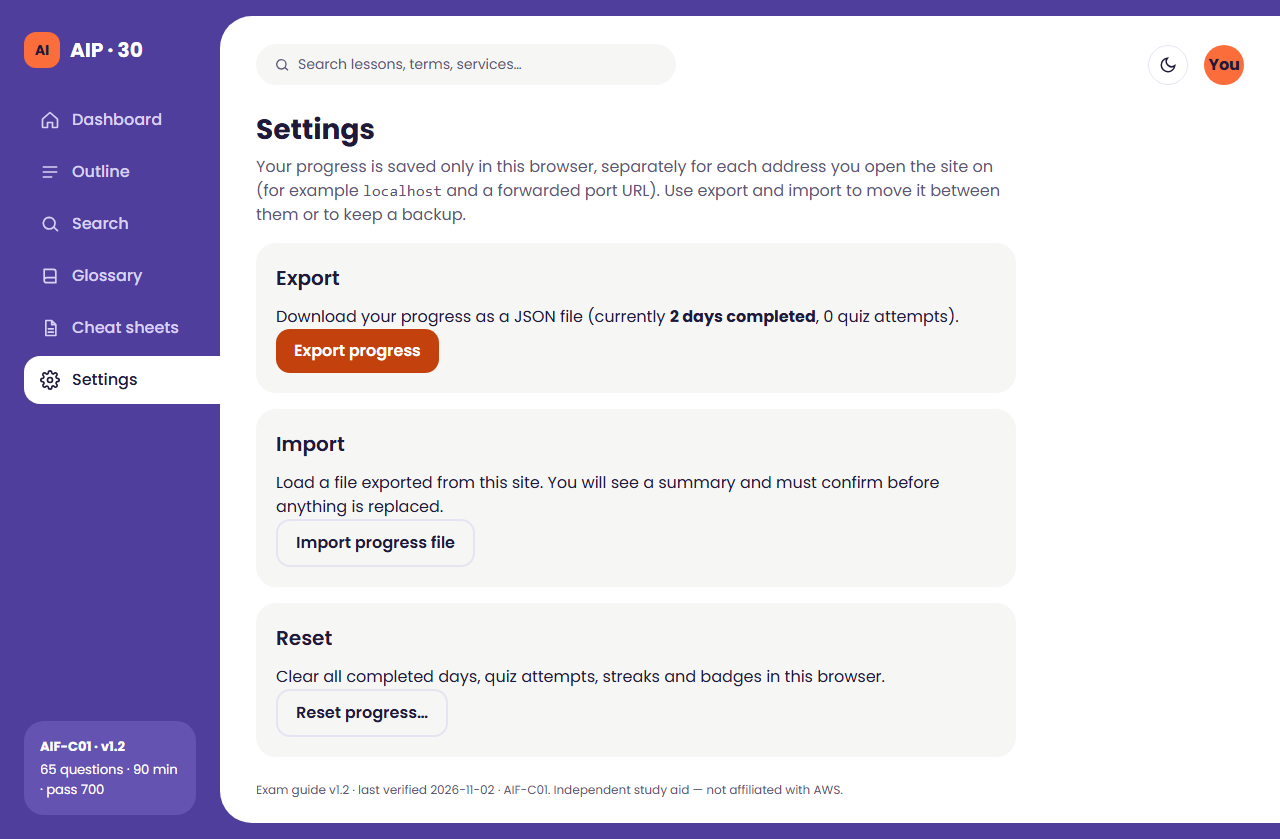 AI
AIP · 30
Dashboard
Outline
Search
Glossary
Cheat sheets
Settings
AIF-C01 · v1.2
65 questions · 90 min
· pass 700
Search lessons, terms, services…
You
Settings
Your progress is saved only in this browser, separately for each address you open the site on
(for example localhost and a forwarded port URL). Use export and import to move it between
them or to keep a backup.
Export
Download your progress as a JSON file (currently 2 days completed, 0 quiz attempts).
Export progress
Import
Load a file exported from this site. You will see a summary and must confirm before
anything is replaced.
Import progress file
Reset
Clear all completed days, quiz attempts, streaks and badges in this browser.
Reset progress…
Exam guide v1.2 · last verified 2026-11-02 · AIF-C01. Independent study aid — not affiliated with AWS.